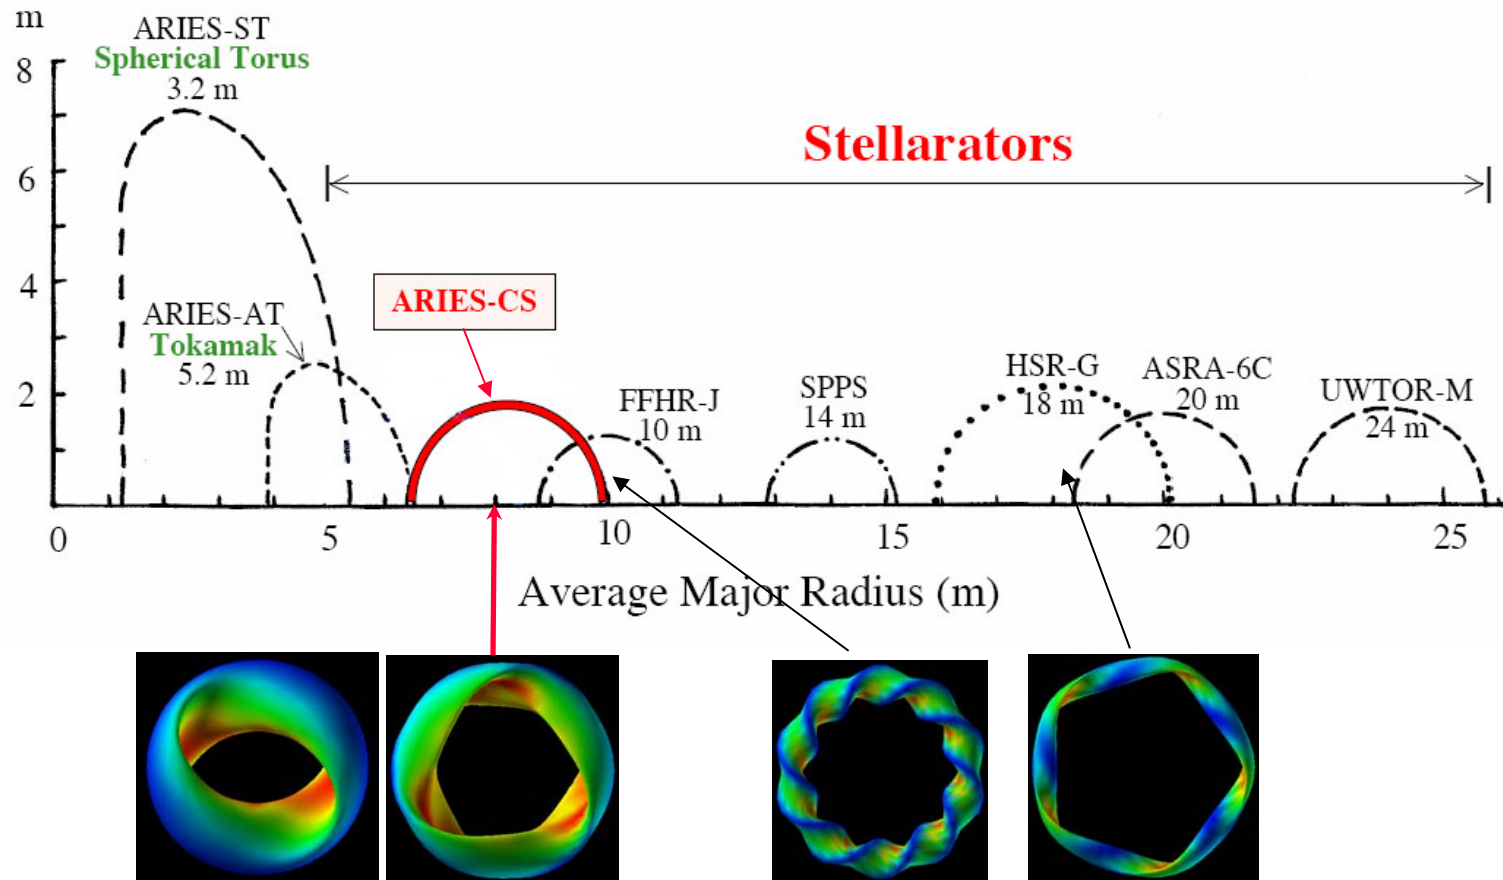 m
ARIES-ST
Spherical Torus
3.2 m
8
Stellarators
6
4
ARIES-CS
ARIES-AT
Tokamak
5.2 m
2
FFHR-J
10 m
SPPS
14 m
HSR-G
18 m
ASRA-6C
20 m
UWTOR-M
24 m
0
5
10
15
20
25
Average Major Radius (m)